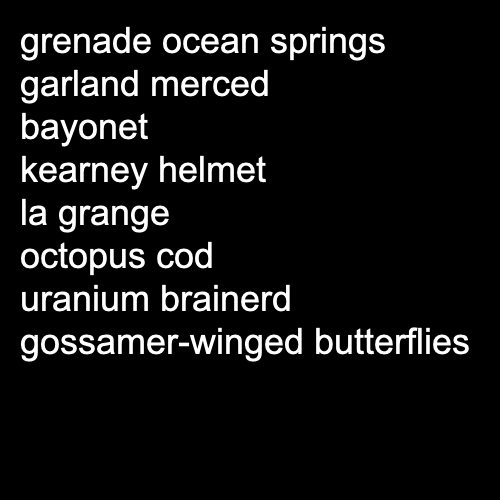 grenade ocean springs
garland merced
bayonet
kearney helmet
la grange
octopus cod
uranium brainerd
gossamer-winged butterflies